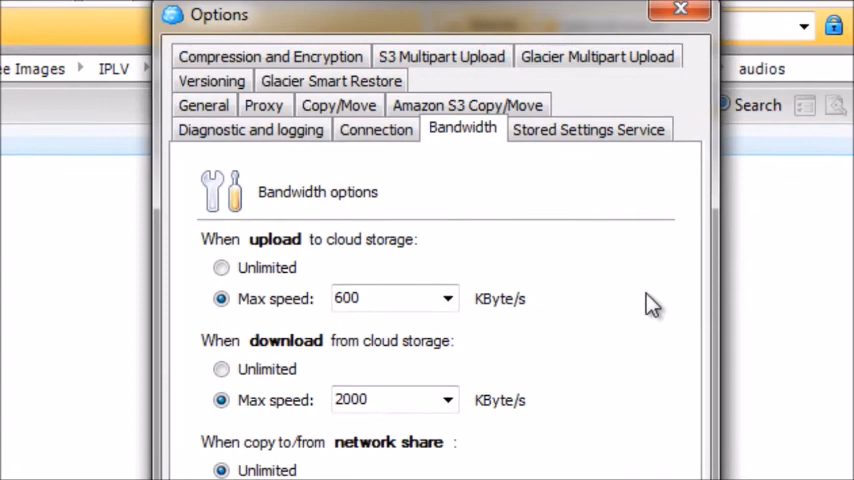 Options
Compression and Encryption S3 Multipart Upload Glacier Multipart Upload
ee Images IPLV audios
Versioning Glacier Smart Restore
General Proxy Copy/Move Amazon S3 Copy/Move Search
Diagnostic and logging Connection Bandwidth Stored Settings Service
Bandwidth options
When upload to cloud storage:
Unlimited
Max speed: 600 KByte/s
When download from cloud storage:
Unlimited
Max speed: 2000 KByte/s
When copy to/from network share :
Unlimited